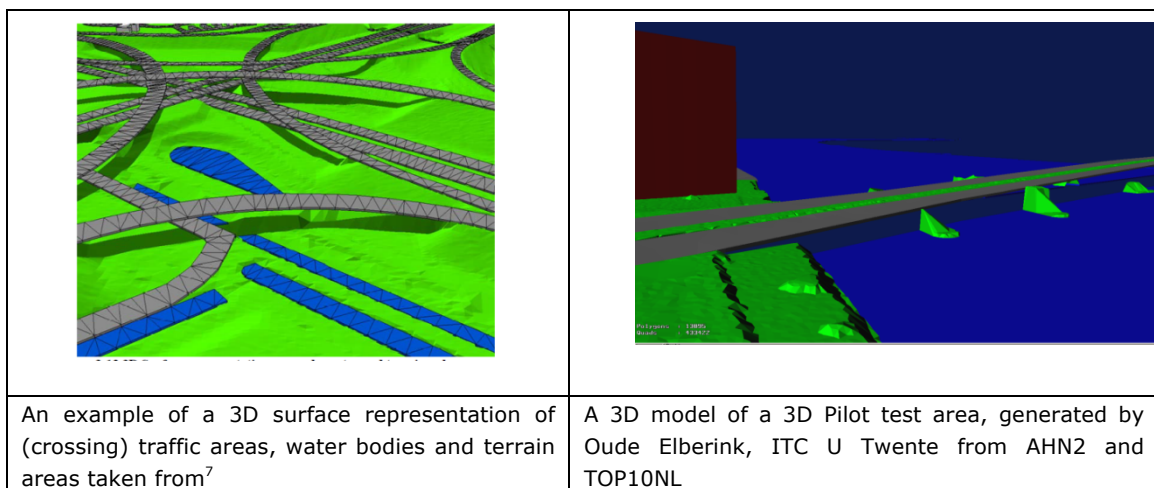 An example of a 3D surface representation of
(crossing) traffic areas, water bodies and terrain
areas taken from7
A 3D model of a 3D Pilot test area, generated by
Oude Elberink, ITC U Twente from AHN2 and
TOP10NL